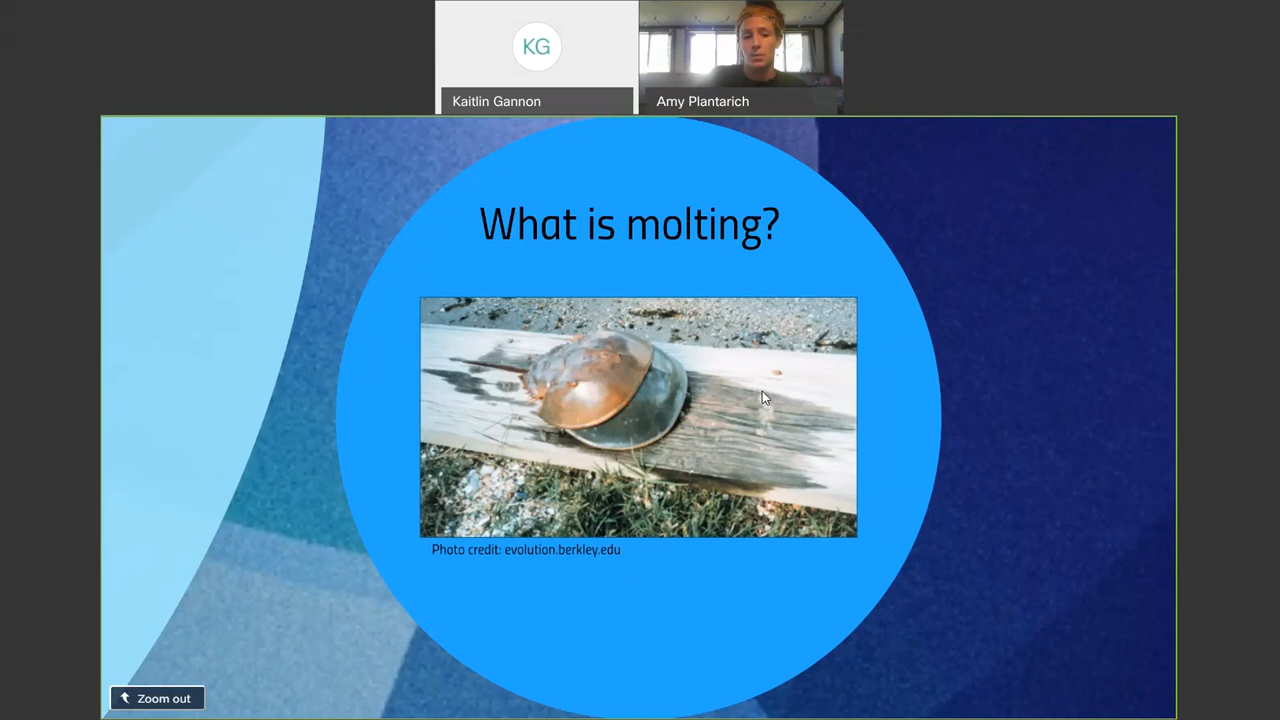 KG
Kaitlin Gannon
Amy Plantarich
What is molting?
Photo credit: evolution.berkley.edu
Zoom out